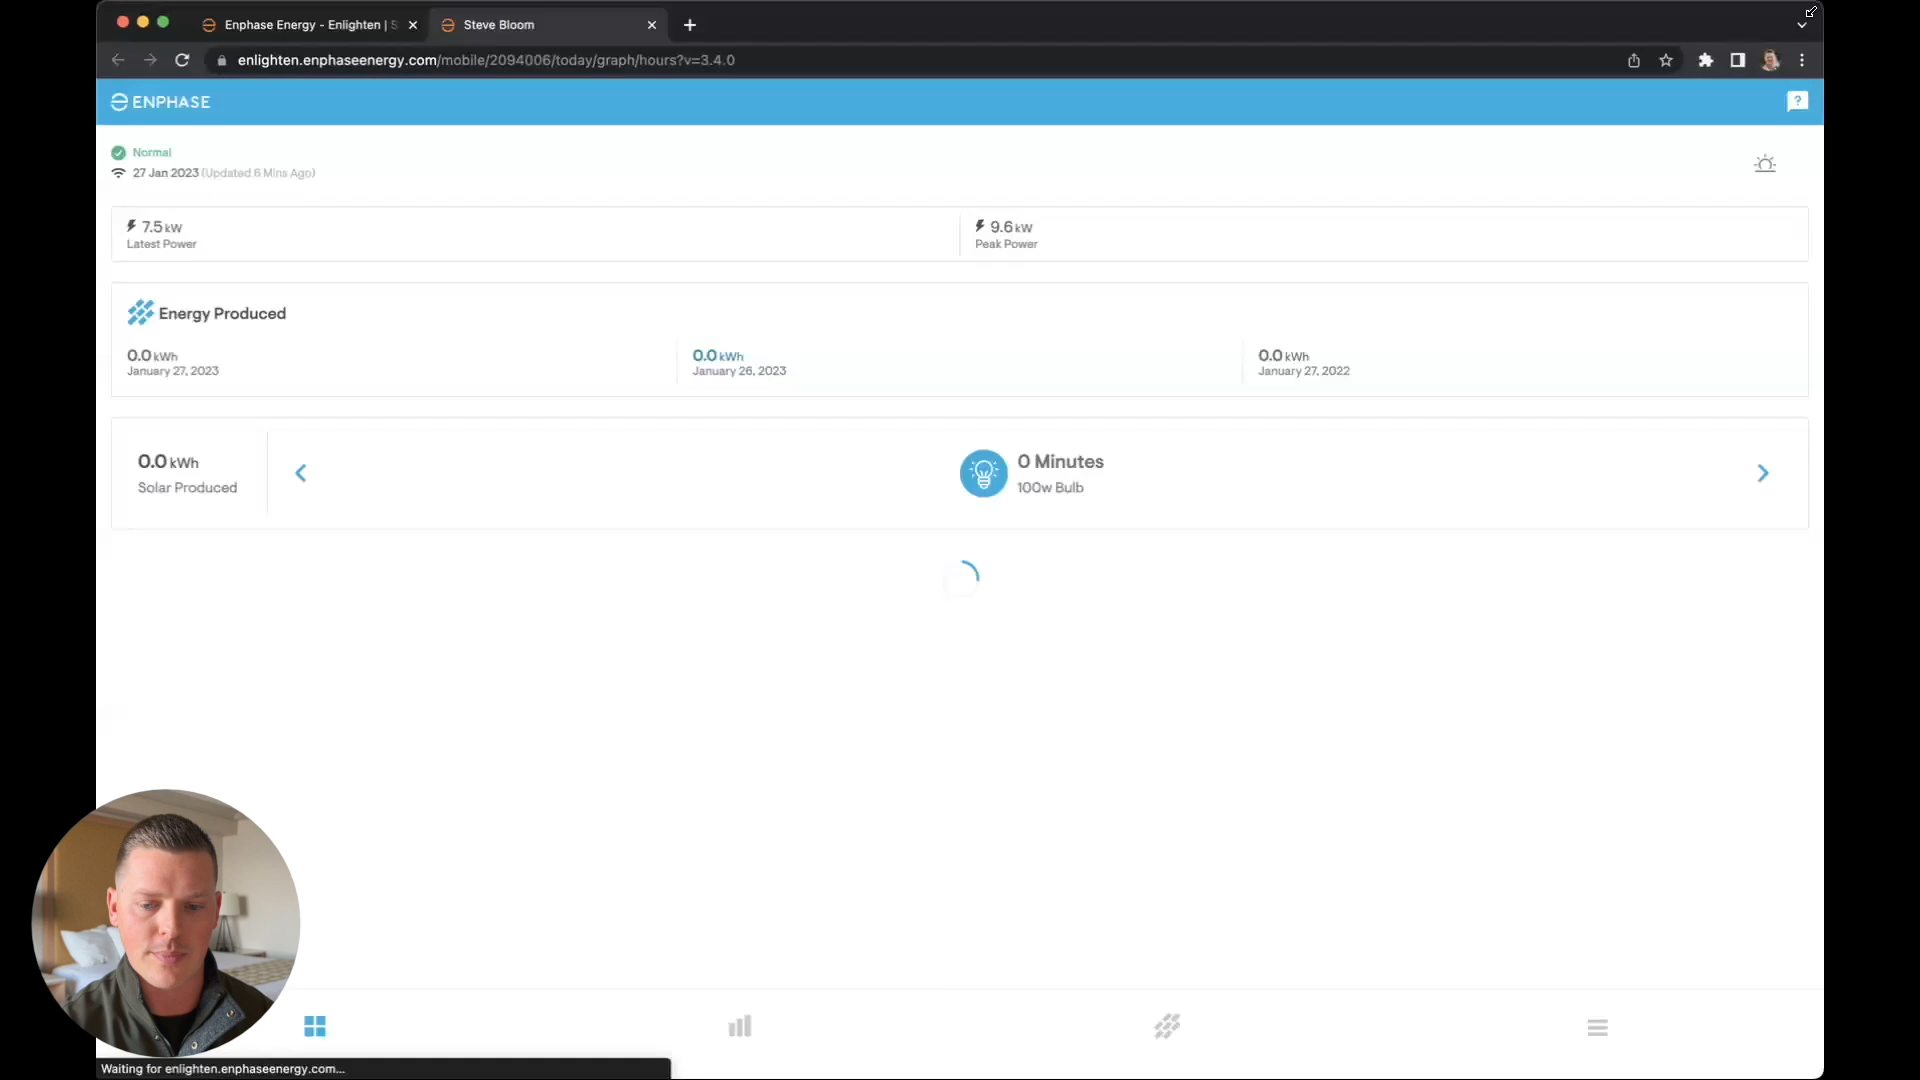 Enphase Energy - Enlighten | S
Steve Bloom
enlighten.enphaseenergy.com/mobile/2094006/today/graph/hours?v=3.4.0
ENPHASE
?
Normal
27 Jan 2023 (Updated 6 Mins Ago)
7.5 kW
Latest Power
9.6 kW
Peak Power
Energy Produced
0.0 kWh
January 27, 2023
0.0 kWh
January 26, 2023
0.0 kWh
January 27, 2022
0.0 kWh
Solar Produced
0 Minutes
100w Bulb
Waiting for enlighten.enphaseenergy.com...